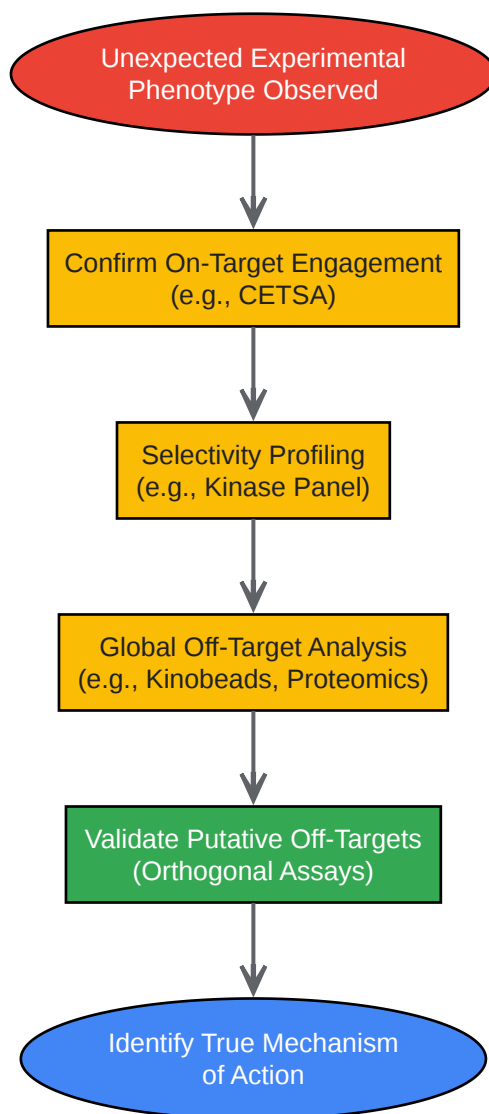 Unexpected Experimental
Phenotype Observed
Confirm On-Target Engagement
(e.g., CETSA)
Selectivity Profiling
(e.g., Kinase Panel)
Global Off-Target Analysis
(e.g., Kinobeads, Proteomics)
Validate Putative Off-Targets
(Orthogonal Assays)
Identify True Mechanism
of Action